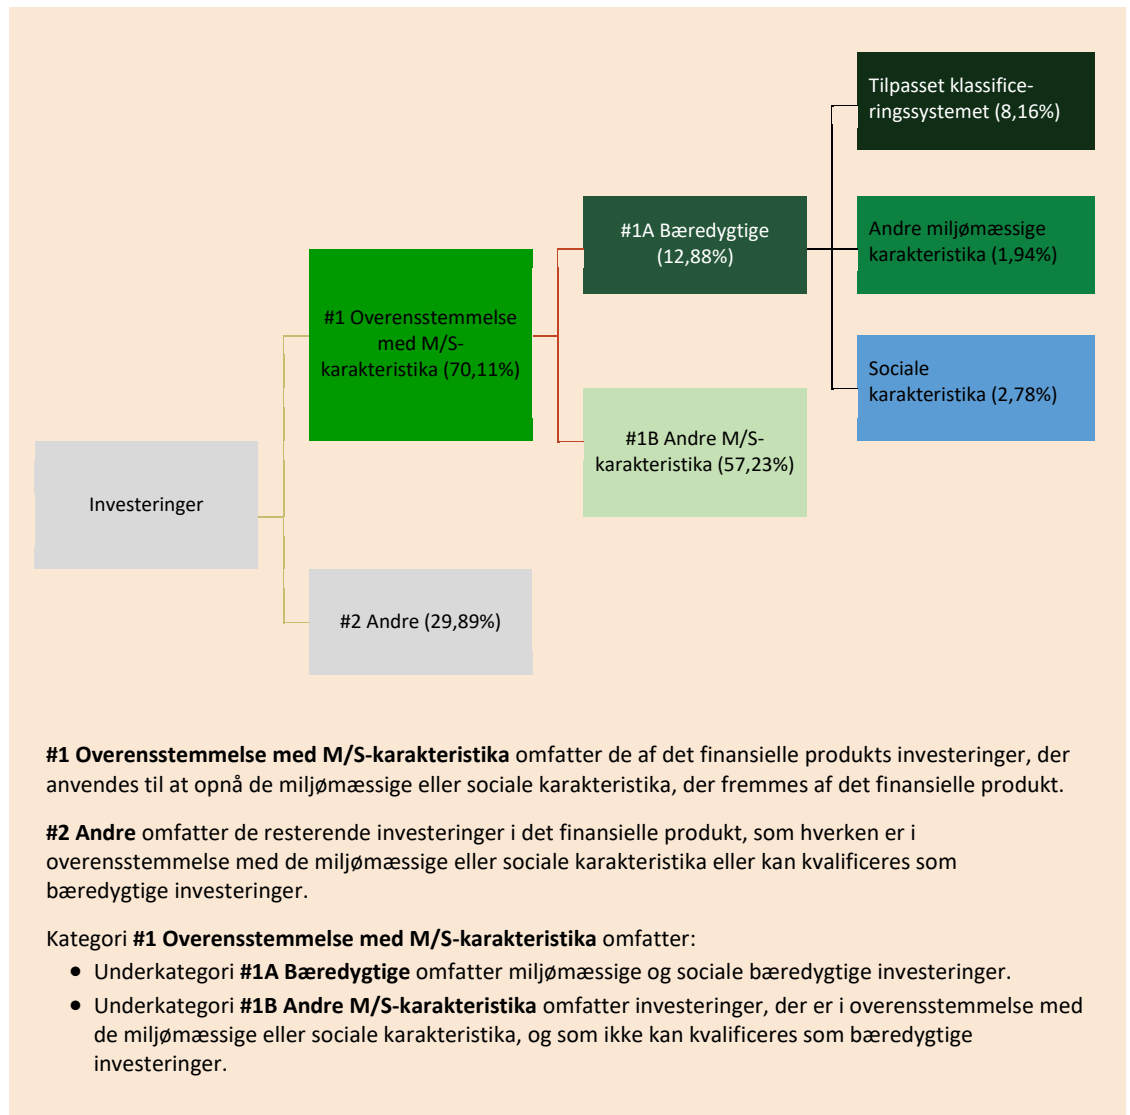 Tilpasset klassifice-
ringssystemet (8,16%)
#1A Bæredygtige
(12,88%)
Andre miljømæssige
karakteristika (1,94%)
#1 Overensstemmelse
med M/S-
karakteristika (70,11%)
Sociale
karakteristika (2,78%)
#1B Andre M/S-
karakteristika (57,23%)
Investeringer
#2 Andre (29,89%)
#1 Overensstemmelse med M/S-karakteristika omfatter de af det finansielle produkts investeringer, der
anvendes til at opnå de miljømæssige eller sociale karakteristika, der fremmes af det finansielle produkt.
#2 Andre omfatter de resterende investeringer i det finansielle produkt, som hverken er i
overensstemmelse med de miljømæssige eller sociale karakteristika eller kan kvalificeres som
bæredygtige investeringer.
Kategori #1 Overensstemmelse med M/S-karakteristika omfatter:
• Underkategori #1A Bæredygtige omfatter miljømæssige og sociale bæredygtige investeringer.
• Underkategori #1B Andre M/S-karakteristika omfatter investeringer, der er i overensstemmelse med
de miljømæssige eller sociale karakteristika, og som ikke kan kvalificeres som bæredygtige
investeringer.